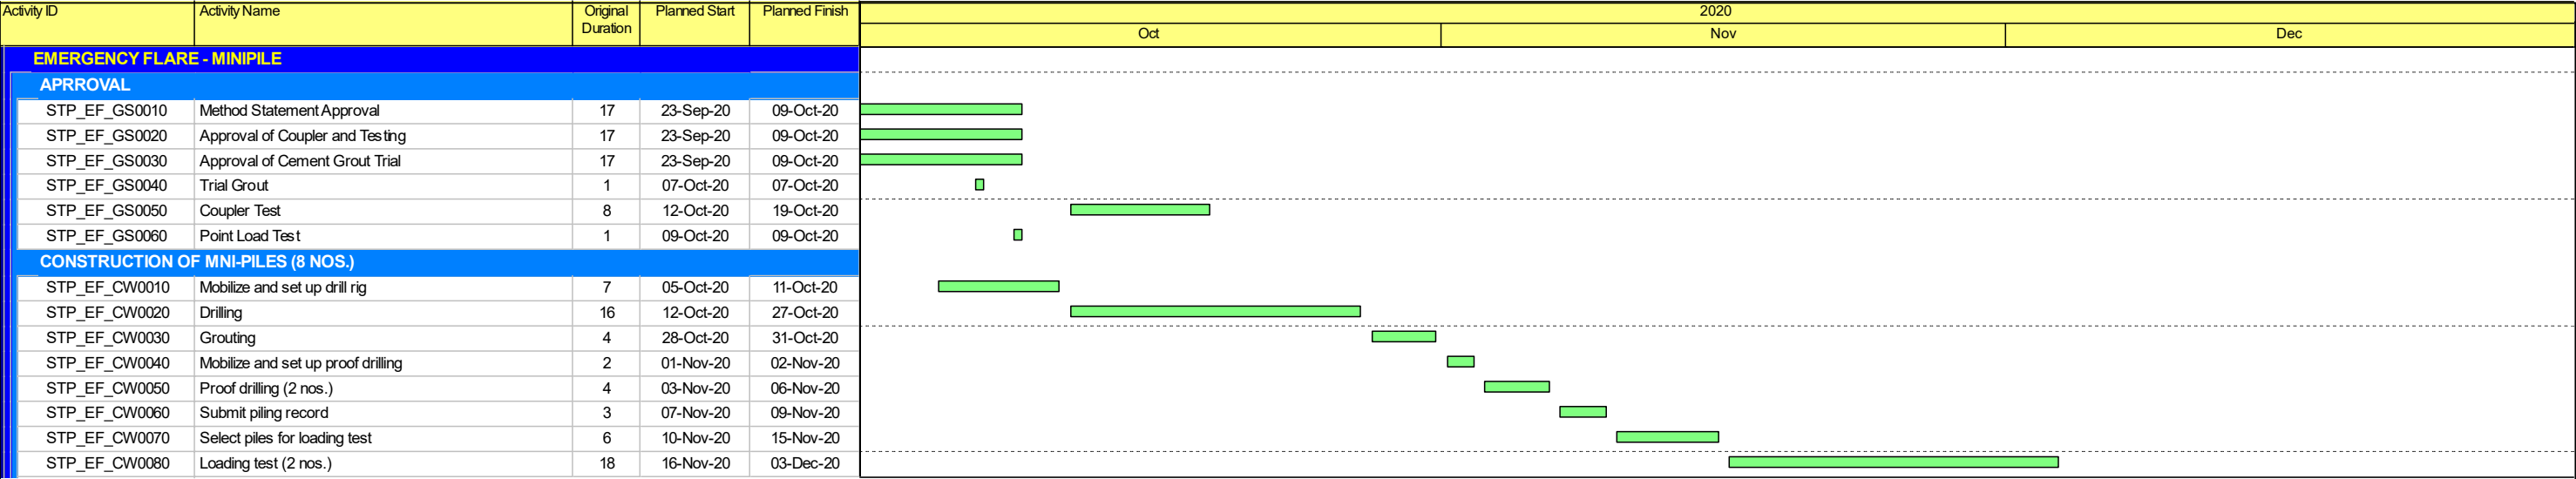 Activity ID Activity Name Original Duration Planned Start Planned Finish 2020
Oct Nov Dec
EMERGENCY FLARE - MINIPILE
APRROVAL
STP_EF_GS0010 Method Statement Approval 17 23-Sep-20 09-Oct-20
STP_EF_GS0020 Approval of Coupler and Testing 17 23-Sep-20 09-Oct-20
STP_EF_GS0030 Approval of Cement Grout Trial 17 23-Sep-20 09-Oct-20
STP_EF_GS0040 Trial Grout 1 07-Oct-20 07-Oct-20
STP_EF_GS0050 Coupler Test 8 12-Oct-20 19-Oct-20
STP_EF_GS0060 Point Load Test 1 09-Oct-20 09-Oct-20
CONSTRUCTION OF MNI-PILES (8 NOS.)
STP_EF_CW0010 Mobilize and set up drill rig 7 05-Oct-20 11-Oct-20
STP_EF_CW0020 Drilling 16 12-Oct-20 27-Oct-20
STP_EF_CW0030 Grouting 4 28-Oct-20 31-Oct-20
STP_EF_CW0040 Mobilize and set up proof drilling 2 01-Nov-20 02-Nov-20
STP_EF_CW0050 Proof drilling (2 nos.) 4 03-Nov-20 06-Nov-20
STP_EF_CW0060 Submit piling record 3 07-Nov-20 09-Nov-20
STP_EF_CW0070 Select piles for loading test 6 10-Nov-20 15-Nov-20
STP_EF_CW0080 Loading test (2 nos.) 18 16-Nov-20 03-Dec-20